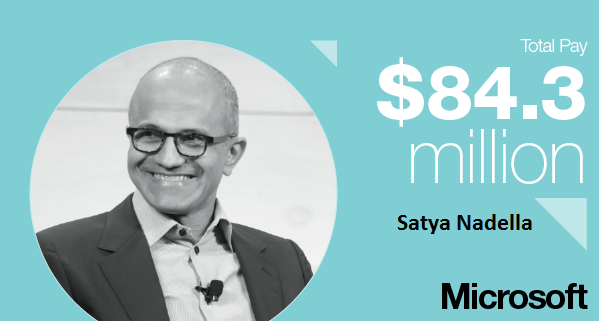 Total Pay
$84.3
million
Satya Nadella
Microsoft